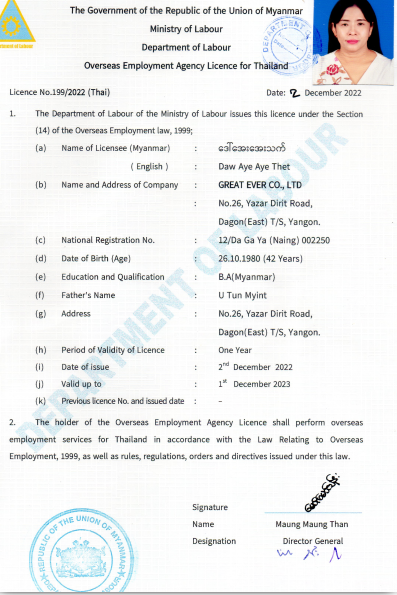 The Government of the Republic of the Union of Myanmar
Ministry of Labour
Department of Labour
Overseas Employment Agency Licence for Thailand
Licence No.199/2022 (Thai) Date: 2 December 2022
1. The Department of Labour of the Ministry of Labour issues this licence under the Section
(14) of the Overseas Employment law, 1999;
(a) Name of Licensee (Myanmar) : ဒေါ်အေးအေးသက်
( English ) : Daw Aye Aye Thet
(b) Name and Address of Company : GREAT EVER CO., LTD
: No.26, Yazar Dirit Road,
Dagon(East) T/S, Yangon.
(c) National Registration No. : 12/Da Ga Ya (Naing) 002250
(d) Date of Birth (Age) : 26.10.1980 (42 Years)
(e) Education and Qualification : B.A(Myanmar)
(f) Father's Name : U Tun Myint
(g) Address : No.26, Yazar Dirit Road,
Dagon(East) T/S, Yangon.
(h) Period of Validity of Licence : One Year
(i) Date of issue : 2nd December 2022
(j) Valid up to : 1st December 2023
(k) Previous licence No. and issued date : –
2. The holder of the Overseas Employment Agency Licence shall perform overseas
employment services for Thailand in accordance with the Law Relating to Overseas
Employment, 1999, as well as rules, regulations, orders and directives issued under this law.
Signature
Name Maung Maung Than
Designation Director General
DEPARTMENT OF LABOUR
REPUBLIC OF THE UNION OF MYANMAR